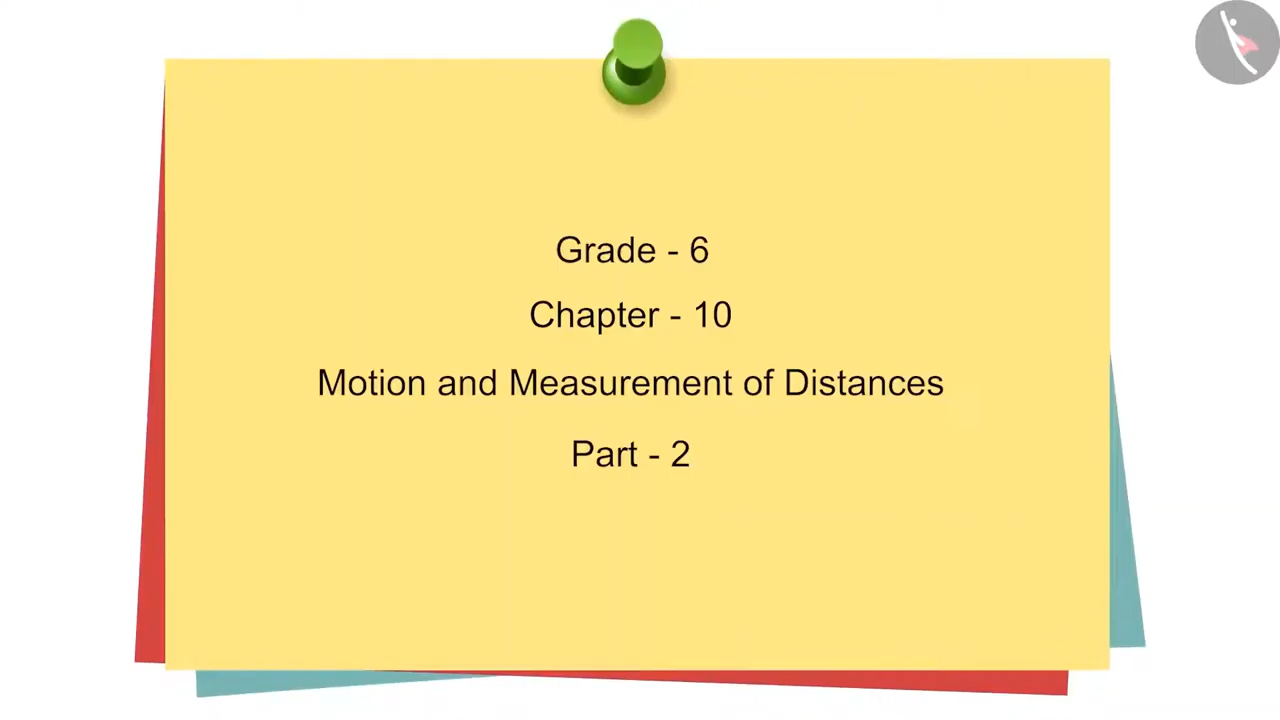 Grade - 6
Chapter - 10
Motion and Measurement of Distances
Part - 2